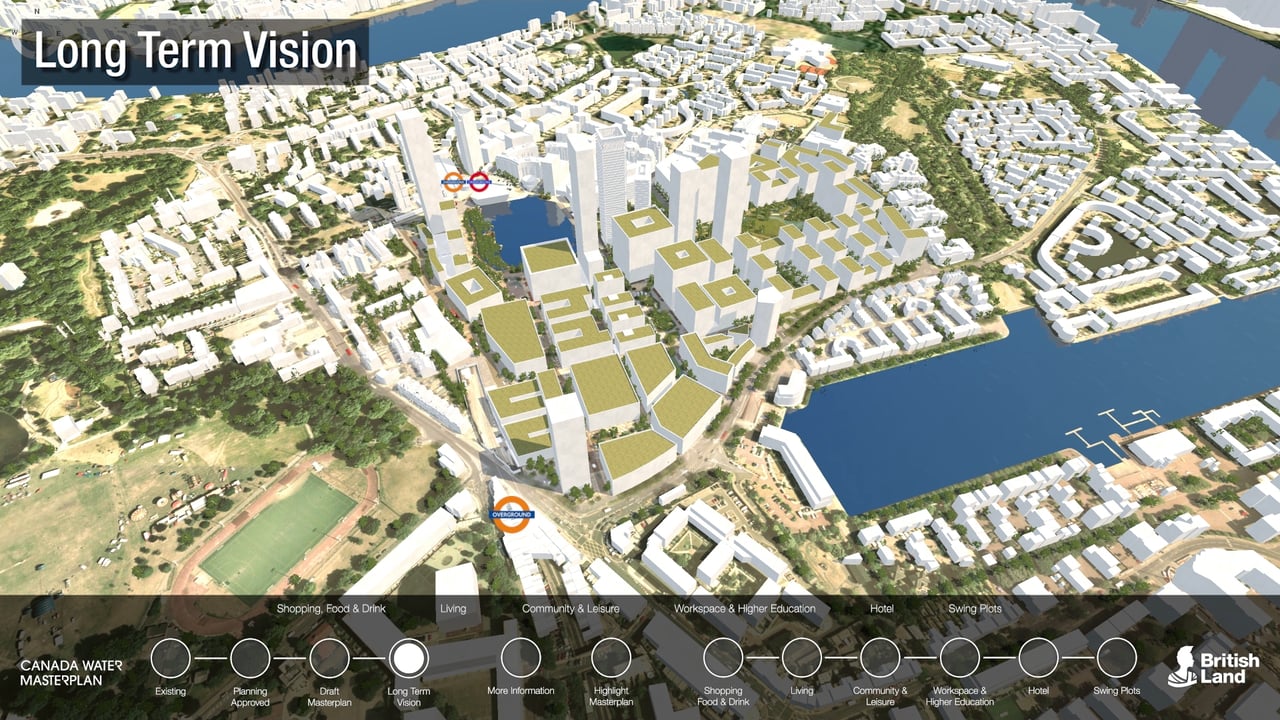 N
W
Long Term Vision
OVERGROUND
Shopping, Food & Drink
Living
Community & Leisure
Workspace & Higher Education
Hotel
Swing Plots
CANADA WATER
MASTERPLAN
Existing
Planning
Approved
Draft
Masterplan
Long Term
Vision
More Information
Highlight
Masterplan
Shopping
Food & Drink
Living
Community &
Leisure
Workspace &
Higher Education
Hotel
Swing Plots
British
Land